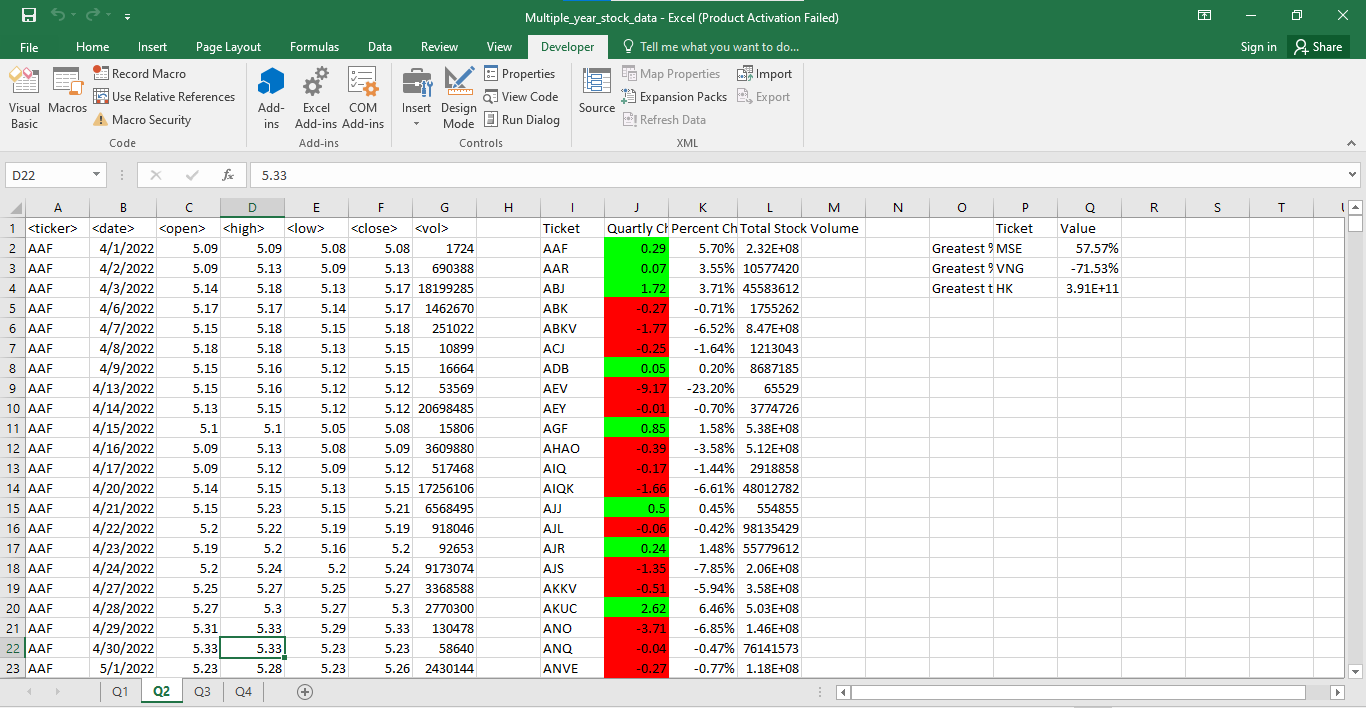 Multiple_year_stock_data - Excel (Product Activation Failed)
File Home Insert Page Layout Formulas Data Review View Developer Tell me what you want to do... Sign in Share
Visual Basic
Macros
Record Macro
Use Relative References
Macro Security
Code
Add-ins
Excel Add-ins
COM Add-ins
Add-ins
Insert
Design Mode
Properties
View Code
Run Dialog
Controls
Source
Map Properties
Expansion Packs
Refresh Data
Import
Export
XML
D22 fx 5.33
A B C D E F G H I J K L M N O P Q R S T
1 <ticker> <date> <open> <high> <low> <close> <vol> Ticket Quartly Ch Percent Ch Total Stock Volume Ticket Value
2 AAF 4/1/2022 5.09 5.09 5.08 5.08 1724 AAF 0.29 5.70% 2.32E+08 Greatest % MSE 57.57%
3 AAF 4/2/2022 5.09 5.13 5.09 5.13 690388 AAR 0.07 3.55% 10577420 Greatest % VNG -71.53%
4 AAF 4/3/2022 5.14 5.18 5.13 5.17 18199285 ABJ 1.72 3.71% 45583612 Greatest t HK 3.91E+11
5 AAF 4/6/2022 5.17 5.17 5.14 5.17 1462670 ABK -0.27 -0.71% 1755262
6 AAF 4/7/2022 5.15 5.18 5.15 5.18 251022 ABKV -1.77 -6.52% 8.47E+08
7 AAF 4/8/2022 5.18 5.18 5.13 5.15 10899 ACJ -0.25 -1.64% 1213043
8 AAF 4/9/2022 5.15 5.16 5.12 5.15 16664 ADB 0.05 0.20% 8687185
9 AAF 4/13/2022 5.15 5.16 5.12 5.12 53569 AEV -9.17 -23.20% 65529
10 AAF 4/14/2022 5.13 5.15 5.12 5.12 20698485 AEY -0.01 -0.70% 3774726
11 AAF 4/15/2022 5.1 5.1 5.05 5.08 15806 AGF 0.85 1.58% 5.38E+08
12 AAF 4/16/2022 5.09 5.13 5.08 5.09 3609880 AHAO -0.39 -3.58% 5.12E+08
13 AAF 4/17/2022 5.09 5.12 5.09 5.12 517468 AIQ -0.17 -1.44% 2918858
14 AAF 4/20/2022 5.14 5.15 5.13 5.15 17256106 AIQK -1.66 -6.61% 48012782
15 AAF 4/21/2022 5.15 5.23 5.15 5.21 6568495 AJJ 0.5 0.45% 554855
16 AAF 4/22/2022 5.2 5.22 5.19 5.19 918046 AJL -0.06 -0.42% 98135429
17 AAF 4/23/2022 5.19 5.2 5.16 5.2 92653 AJR 0.24 1.48% 55779612
18 AAF 4/24/2022 5.2 5.24 5.2 5.24 9173074 AJS -1.35 -7.85% 2.06E+08
19 AAF 4/27/2022 5.25 5.27 5.25 5.27 3368588 AKKV -0.51 -5.94% 3.58E+08
20 AAF 4/28/2022 5.27 5.3 5.27 5.3 2770300 AKUC 2.62 6.46% 5.03E+08
21 AAF 4/29/2022 5.31 5.33 5.29 5.33 130478 ANO -3.71 -6.85% 1.46E+08
22 AAF 4/30/2022 5.33 5.33 5.23 5.23 58640 ANQ -0.04 -0.47% 76141573
23 AAF 5/1/2022 5.23 5.28 5.23 5.26 2430144 ANVE -0.27 -0.77% 1.18E+08
Q1 Q2 Q3 Q4